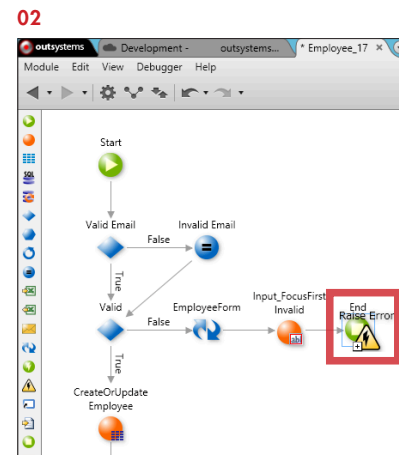 02
outsystems
Development -
outsystems...
* Employee_17 ×
Module Edit View Debugger Help
SQL
Start
Valid Email
Invalid Email
False
True
Valid
False
EmployeeForm
Input_FocusFirst
Invalid
End
Raise Error
True
CreateOrUpdate
Employee